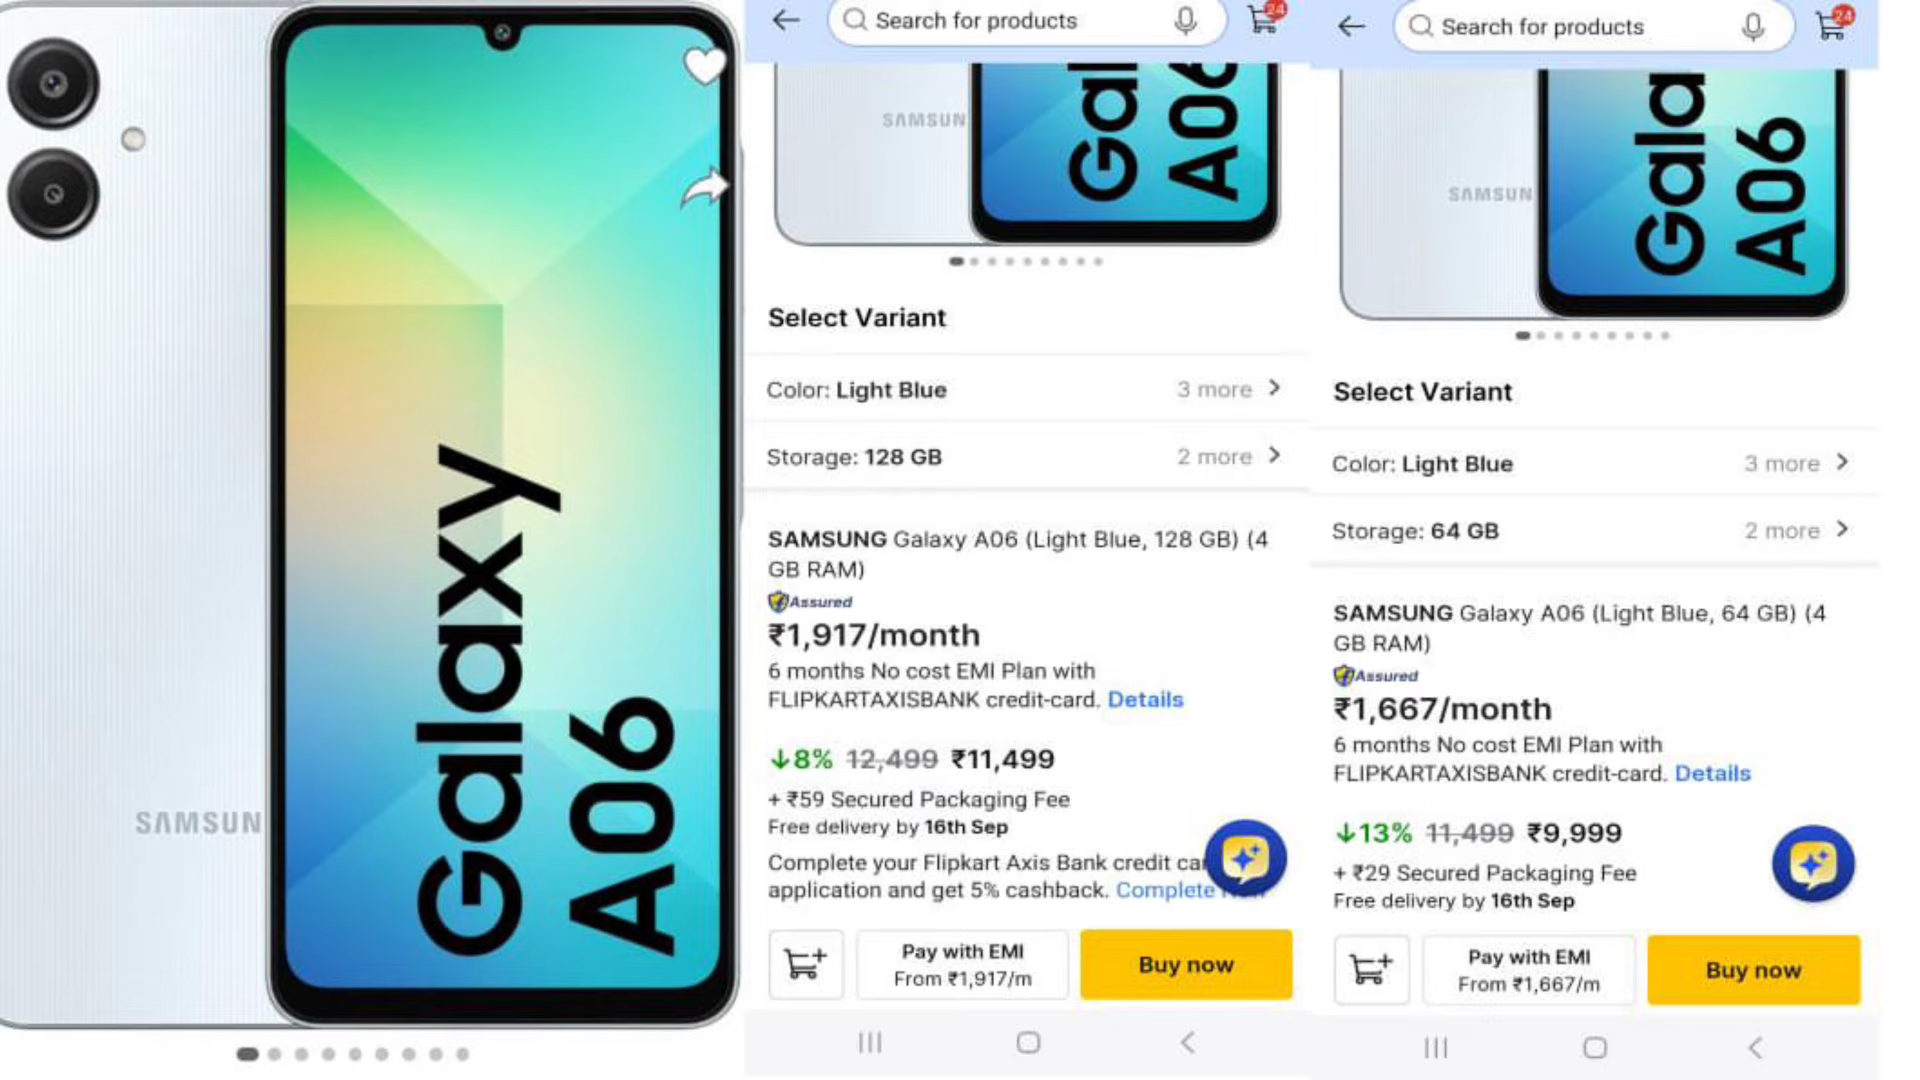 SAMSUN
Galaxy
A06
Search for products
24
SAMSUN
A06
Select Variant
Color: Light Blue
3 more
Storage: 128 GB
2 more
SAMSUNG Galaxy A06 (Light Blue, 128 GB) (4
GB RAM)
Assured
₹1,917/month
6 months No cost EMI Plan with
FLIPKARTAXISBANK credit-card. Details
↓8% 12,499 ₹11,499
+ ₹59 Secured Packaging Fee
Free delivery by 16th Sep
Complete your Flipkart Axis Bank credit car
application and get 5% cashback. Complete
Pay with EMI
From ₹1,917/m
Buy now
Search for products
24
SAMSUN
Gala
A06
Select Variant
Color: Light Blue
3 more
Storage: 64 GB
2 more
SAMSUNG Galaxy A06 (Light Blue, 64 GB) (4
GB RAM)
Assured
₹1,667/month
6 months No cost EMI Plan with
FLIPKARTAXISBANK credit-card. Details
↓13% 11,499 ₹9,999
+ ₹29 Secured Packaging Fee
Free delivery by 16th Sep
Pay with EMI
From ₹1,667/m
Buy now